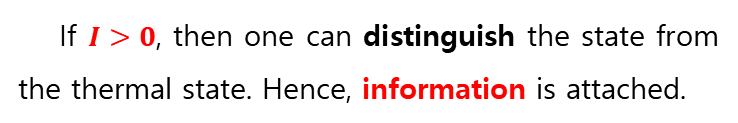 If I > 0, then one can distinguish the state from
the thermal state. Hence, information is attached.